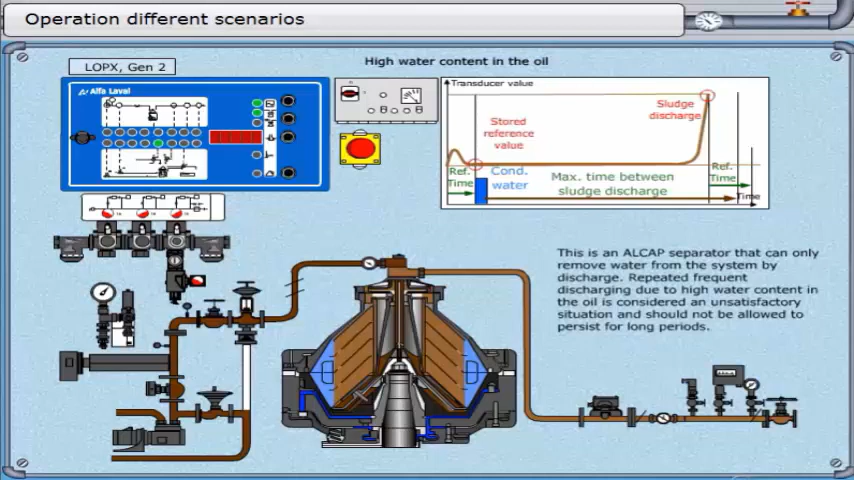 Operation different scenarios
LOPX, Gen 2
High water content in the oil
Alfa Laval
Transducer value
Sludge
discharge
Stored
reference
value
Ref.
Time
Cond.
water
Max. time between
sludge discharge
Ref.
Time
Time
This is an ALCAP separator that can only
remove water from the system by
discharge. Repeated frequent
discharging due to high water content in
the oil is considered an unsatisfactory
situation and should not be allowed to
persist for long periods.